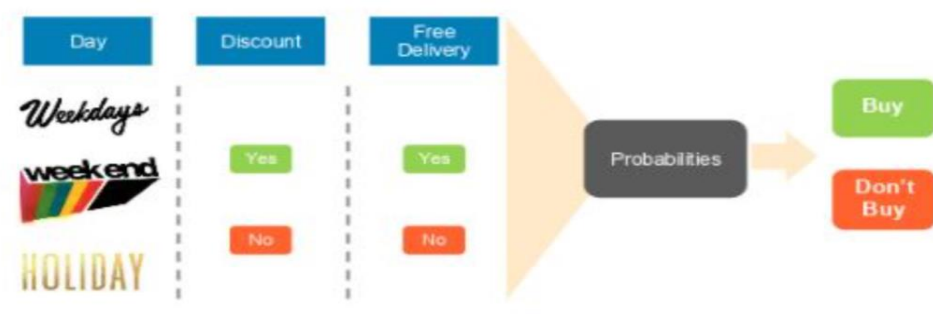 Day
Discount
Free
Delivery
Weekdays
weekend
HOLIDAY
Yes
No
Yes
No
Probabilities
Buy
Don't
Buy